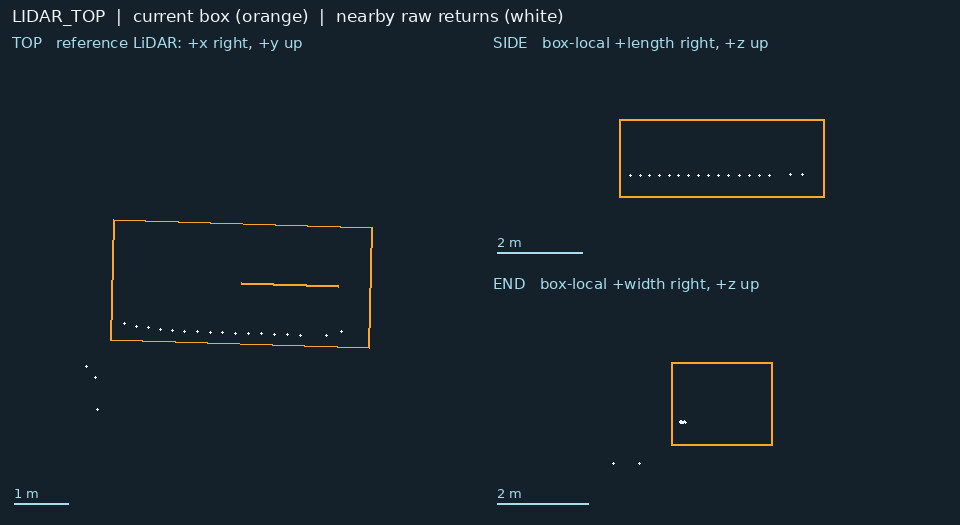 LIDAR_TOP | current box (orange) | nearby raw returns (white)
TOP reference LiDAR: +x right, +y up
SIDE box-local +length right, +z up
2 m
END box-local +width right, +z up
1 m
2 m